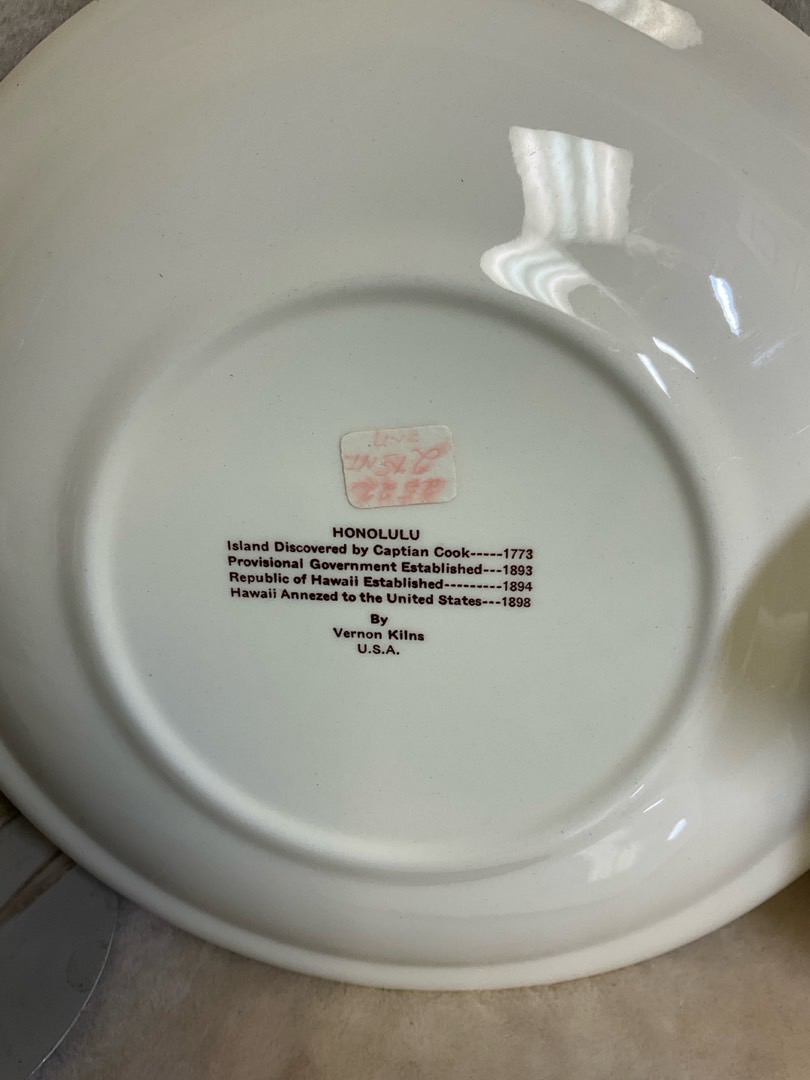 HONOLULU
Island Discovered by Captian Cook-----1773
Provisional Government Established---1893
Republic of Hawaii Established---------1894
Hawaii Annezed to the United States---1898
By
Vernon Kilns
U.S.A.